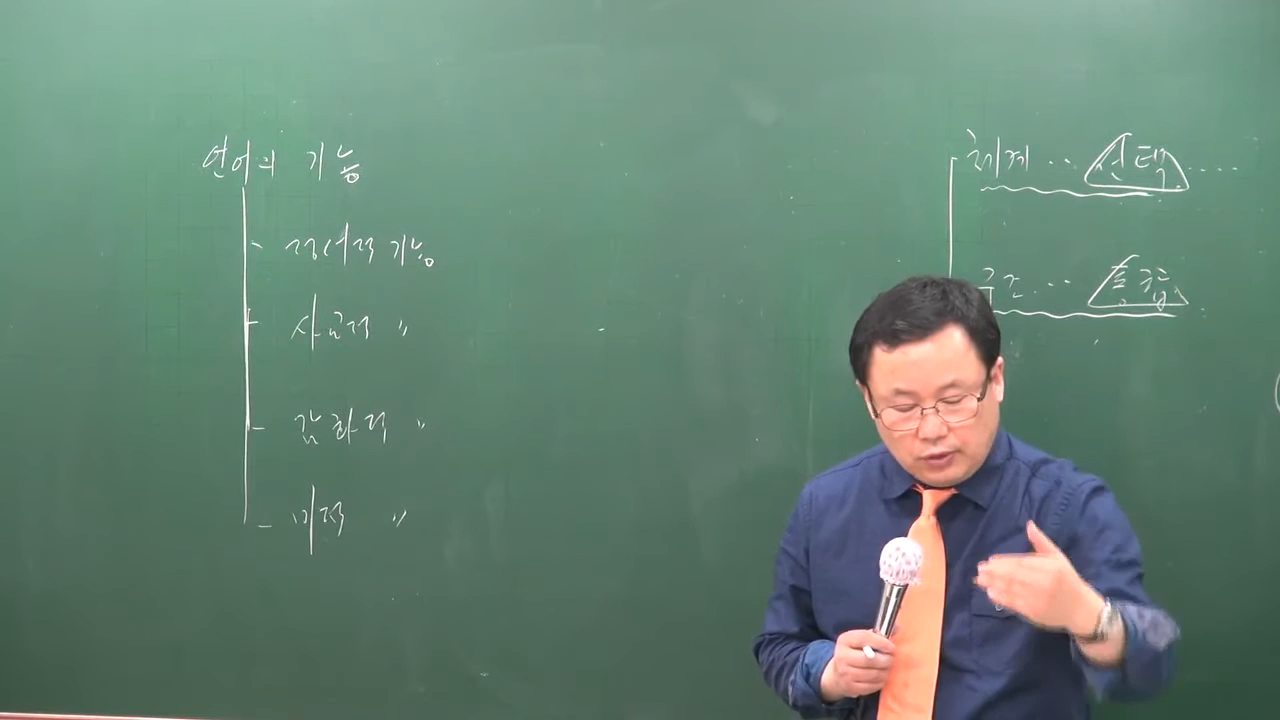 언어의 기능
정서적 기능
사교적 〃
감화적 〃
미적 〃
체계 ‥ 선택 ‥‥
구조 ‥‥ 통합